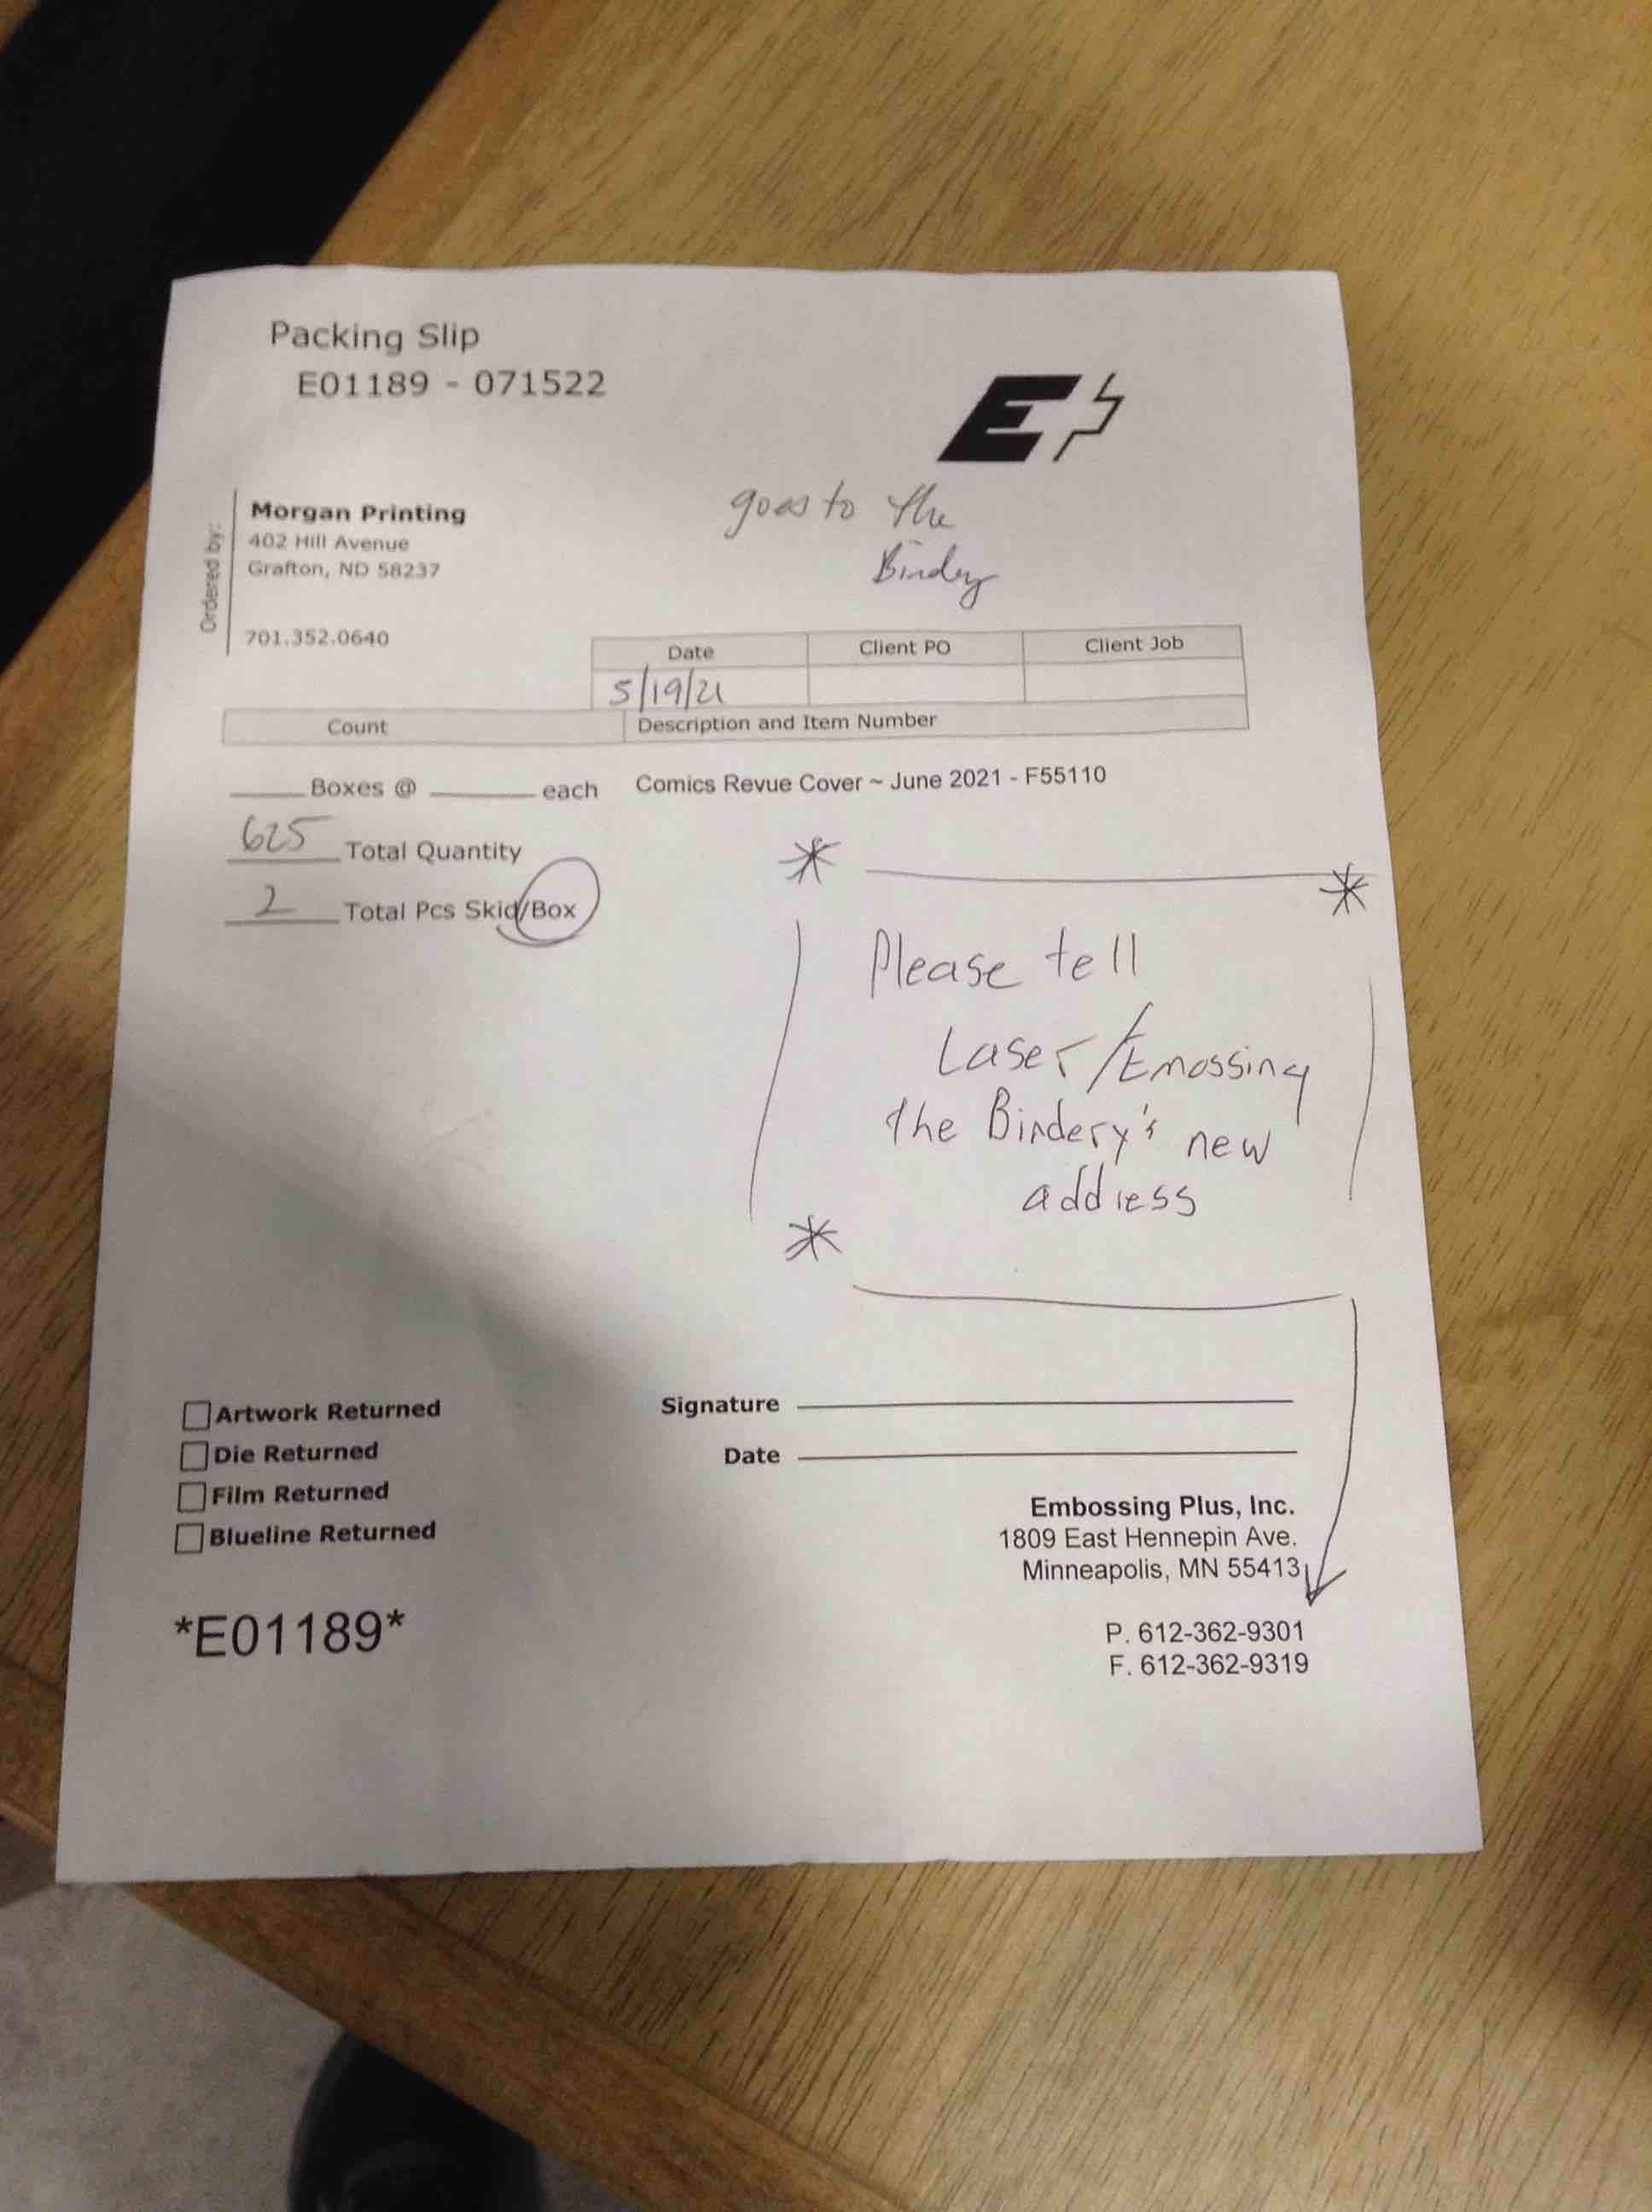 Packing Slip
E01189 - 071522
E
goes to the
Bindery
Ordered by:
Morgan Printing
402 Hill Avenue
Grafton, ND 58237
701.352.0640
Date Client PO Client Job
5/19/21
Count Description and Item Number
____ Boxes @ ____ each Comics Revue Cover ~ June 2021 - F55110
625 Total Quantity
2 Total Pcs Skid/Box
* *
Please tell
Laser/Emossing
the Bindery's new
address
*
Artwork Returned
Die Returned
Film Returned
Blueline Returned
Signature
Date
Embossing Plus, Inc.
1809 East Hennepin Ave.
Minneapolis, MN 55413
P. 612-362-9301
F. 612-362-9319
*E01189*